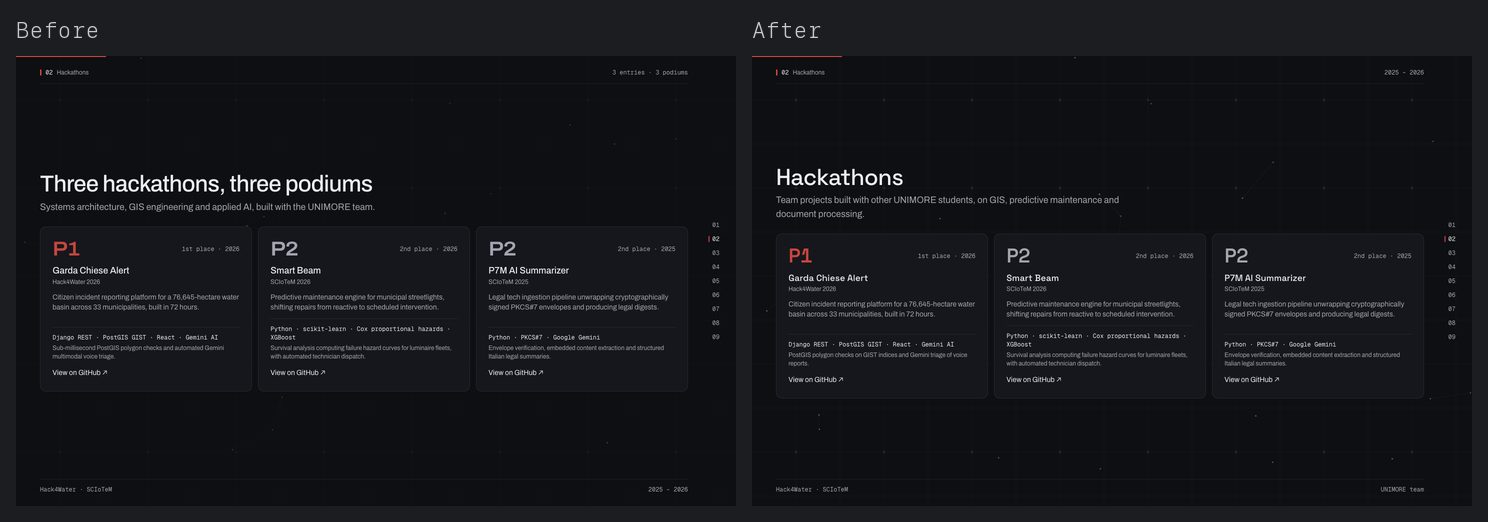 Before
02 Hackathons
3 entries · 3 podiums
Three hackathons, three podiums
Systems architecture, GIS engineering and applied AI, built with the UNIMORE team.
P1
1st place · 2026
Garda Chiese Alert
Hack4Water 2026
Citizen incident reporting platform for a 76,645-hectare water
basin across 33 municipalities, built in 72 hours.
Django REST · PostGIS GIST · React · Gemini AI
Sub-millisecond PostGIS polygon checks and automated Gemini
multimodal voice triage.
View on GitHub ↗
P2
2nd place · 2026
Smart Beam
SCIoTeM 2026
Predictive maintenance engine for municipal streetlights,
shifting repairs from reactive to scheduled intervention.
Python · scikit-learn · Cox proportional hazards ·
XGBoost
Survival analysis computing failure hazard curves for luminaire fleets,
with automated technician dispatch.
View on GitHub ↗
P2
2nd place · 2025
P7M AI Summarizer
SCIoTeM 2025
Legal tech ingestion pipeline unwrapping cryptographically
signed PKCS#7 envelopes and producing legal digests.
Python · PKCS#7 · Google Gemini
Envelope verification, embedded content extraction and structured
Italian legal summaries.
View on GitHub ↗
01
02
03
04
05
06
07
08
09
Hack4Water · SCIoTeM
2025 – 2026
After
02 Hackathons
2025 – 2026
Hackathons
Team projects built with other UNIMORE students, on GIS, predictive maintenance and
document processing.
P1
1st place · 2026
Garda Chiese Alert
Hack4Water 2026
Citizen incident reporting platform for a 76,645-hectare water
basin across 33 municipalities, built in 72 hours.
Django REST · PostGIS GIST · React · Gemini AI
PostGIS polygon checks on GIST indices and Gemini triage of voice
reports.
View on GitHub ↗
P2
2nd place · 2026
Smart Beam
SCIoTeM 2026
Predictive maintenance engine for municipal streetlights,
shifting repairs from reactive to scheduled intervention.
Python · scikit-learn · Cox proportional hazards ·
XGBoost
Survival analysis computing failure hazard curves for luminaire fleets,
with automated technician dispatch.
View on GitHub ↗
P2
2nd place · 2025
P7M AI Summarizer
SCIoTeM 2025
Legal tech ingestion pipeline unwrapping cryptographically
signed PKCS#7 envelopes and producing legal digests.
Python · PKCS#7 · Google Gemini
Envelope verification, embedded content extraction and structured
Italian legal summaries.
View on GitHub ↗
01
02
03
04
05
06
07
08
09
Hack4Water · SCIoTeM
UNIMORE team